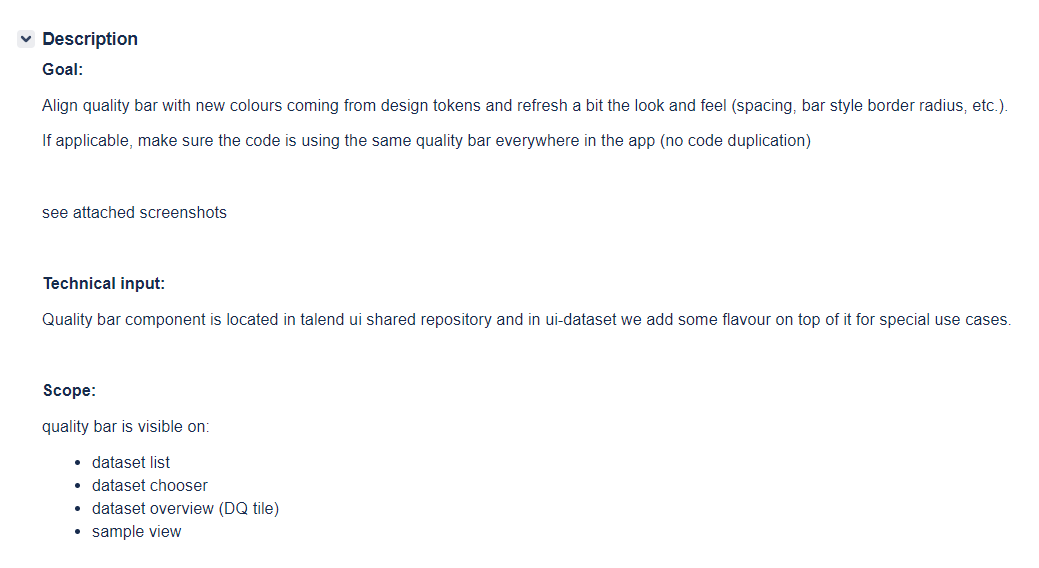 Description
Goal:
Align quality bar with new colours coming from design tokens and refresh a bit the look and feel (spacing, bar style border radius, etc.).
If applicable, make sure the code is using the same quality bar everywhere in the app (no code duplication)
see attached screenshots
Technical input:
Quality bar component is located in talend ui shared repository and in ui-dataset we add some flavour on top of it for special use cases.
Scope:
quality bar is visible on:
• dataset list
• dataset chooser
• dataset overview (DQ tile)
• sample view